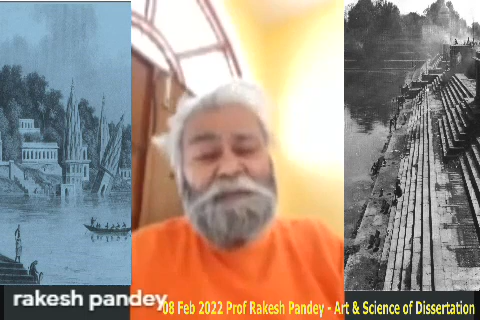 rakesh pandey
08 Feb 2022 Prof Rakesh Pandey - Art & Science of Dissertation